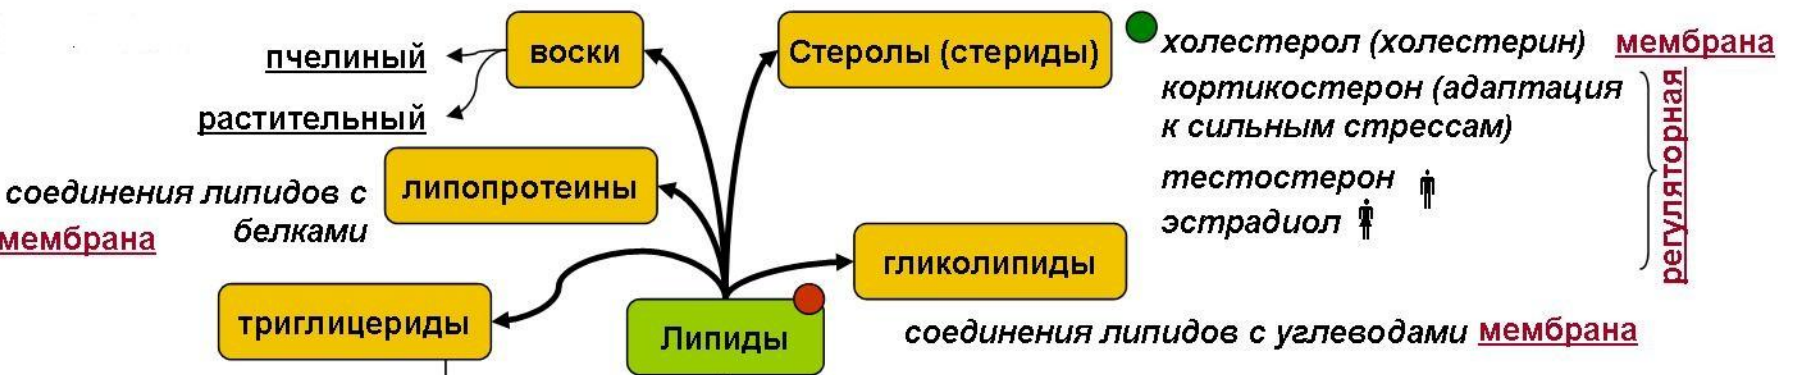 воски
пчелиный
растительный
Стеролы (стериды)
холестерол (холестерин) мембрана
кортикостерон (адаптация
к сильным стрессам)
тестостерон
эстрадиол
регуляторная
липопротеины
соединения липидов с
белками
мембрана
гликолипиды
соединения липидов с углеводами мембрана
триглицериды
Липиды